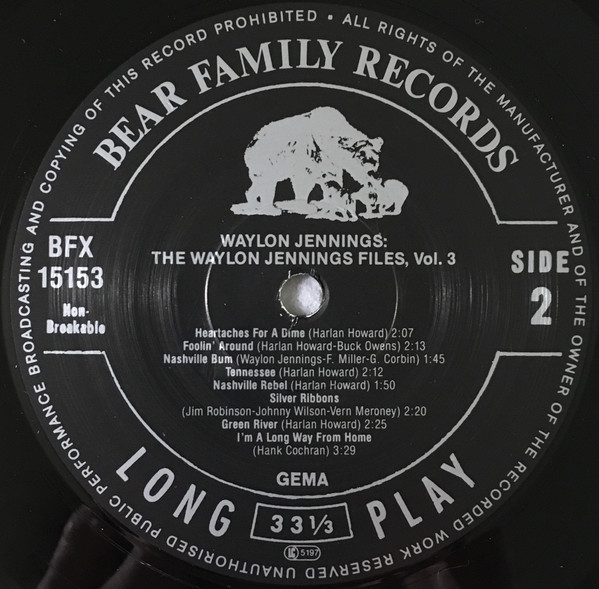 BROADCASTING AND COPYING OF THIS RECORD PROHIBITED • ALL RIGHTS OF THE MANUFACTURER AND OF THE OWNER OF THE RECORDED WORK RESERVED UNAUTHORISED PUBLIC PERFORMANCE
BEAR FAMILY RECORDS
WAYLON JENNINGS:
THE WAYLON JENNINGS FILES, Vol. 3
BFX
15153
Non-
Breakable
SIDE
2
Heartaches For A Dime (Harlan Howard) 2:07
Foolin' Around (Harlan Howard-Buck Owens) 2:13
Nashville Bum (Waylon Jennings-F. Miller-G. Corbin) 1:45
Tennessee (Harlan Howard) 2:12
Nashville Rebel (Harlan Howard) 1:50
Silver Ribbons
(Jim Robinson-Johnny Wilson-Vern Meroney) 2:20
Green River (Harlan Howard) 2:25
I'm A Long Way From Home
(Hank Cochran) 3:29
GEMA
LONG 33 1/3 PLAY
LC 5197